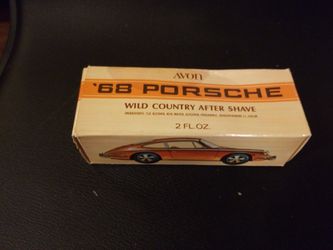 AVON
'68 PORSCHE
WILD COUNTRY AFTER SHAVE
2 FL. OZ.